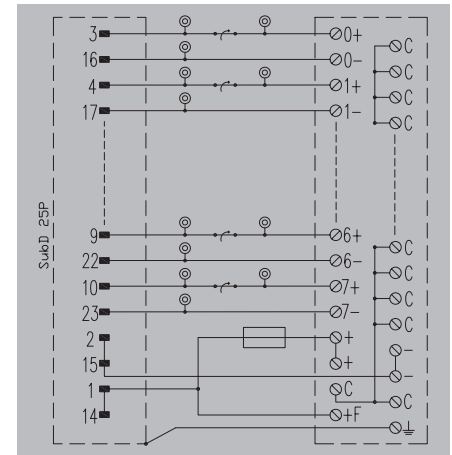 3 0+ C
16 0- C
4 1+ C
17 1- C
SubD 25P
9 6+ C
22 6- C
10 7+ C
23 7- C
2 + -
15 + -
1 C C
14 +F